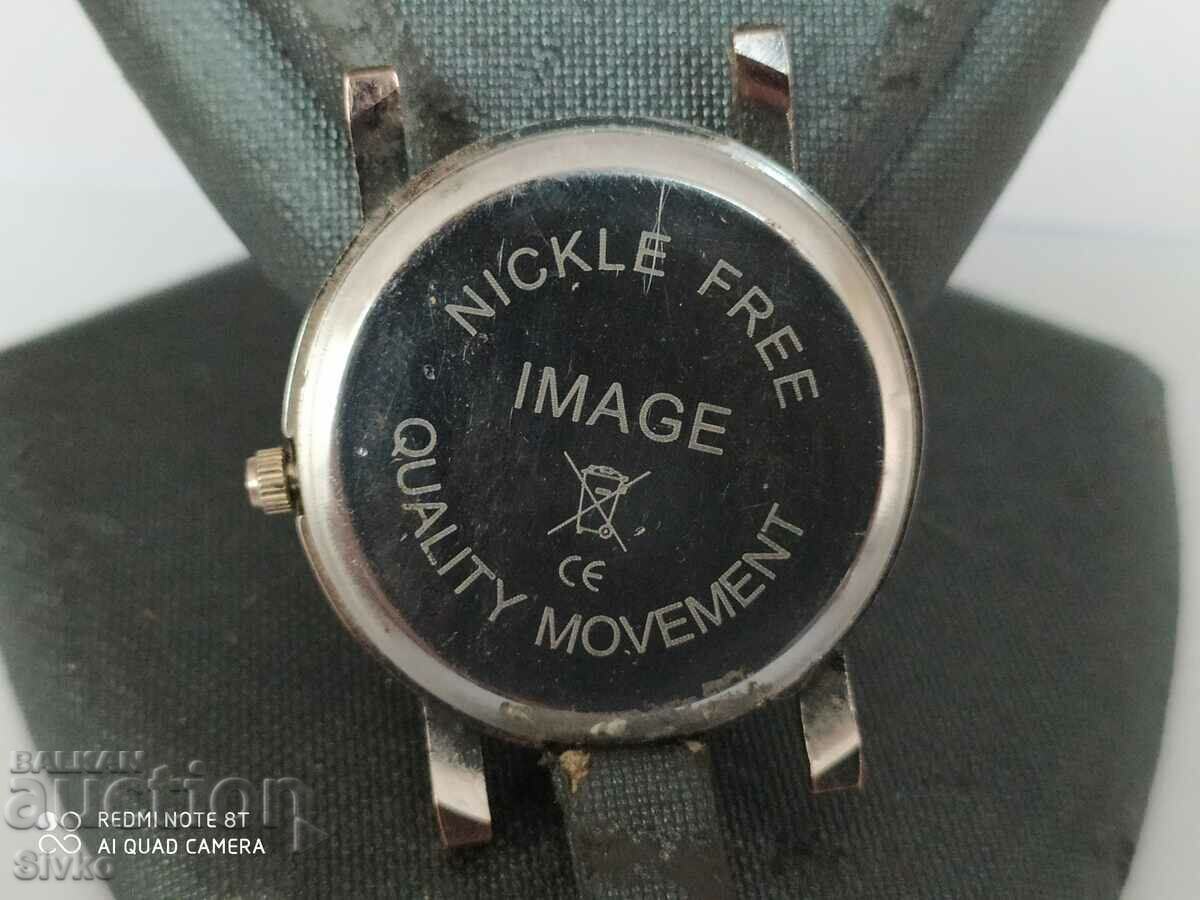 NICKLE FREE
IMAGE
CE
QUALITY MOVEMENT
BALKAN
auction
REDMI NOTE 8T
AI QUAD CAMERA
Sivko